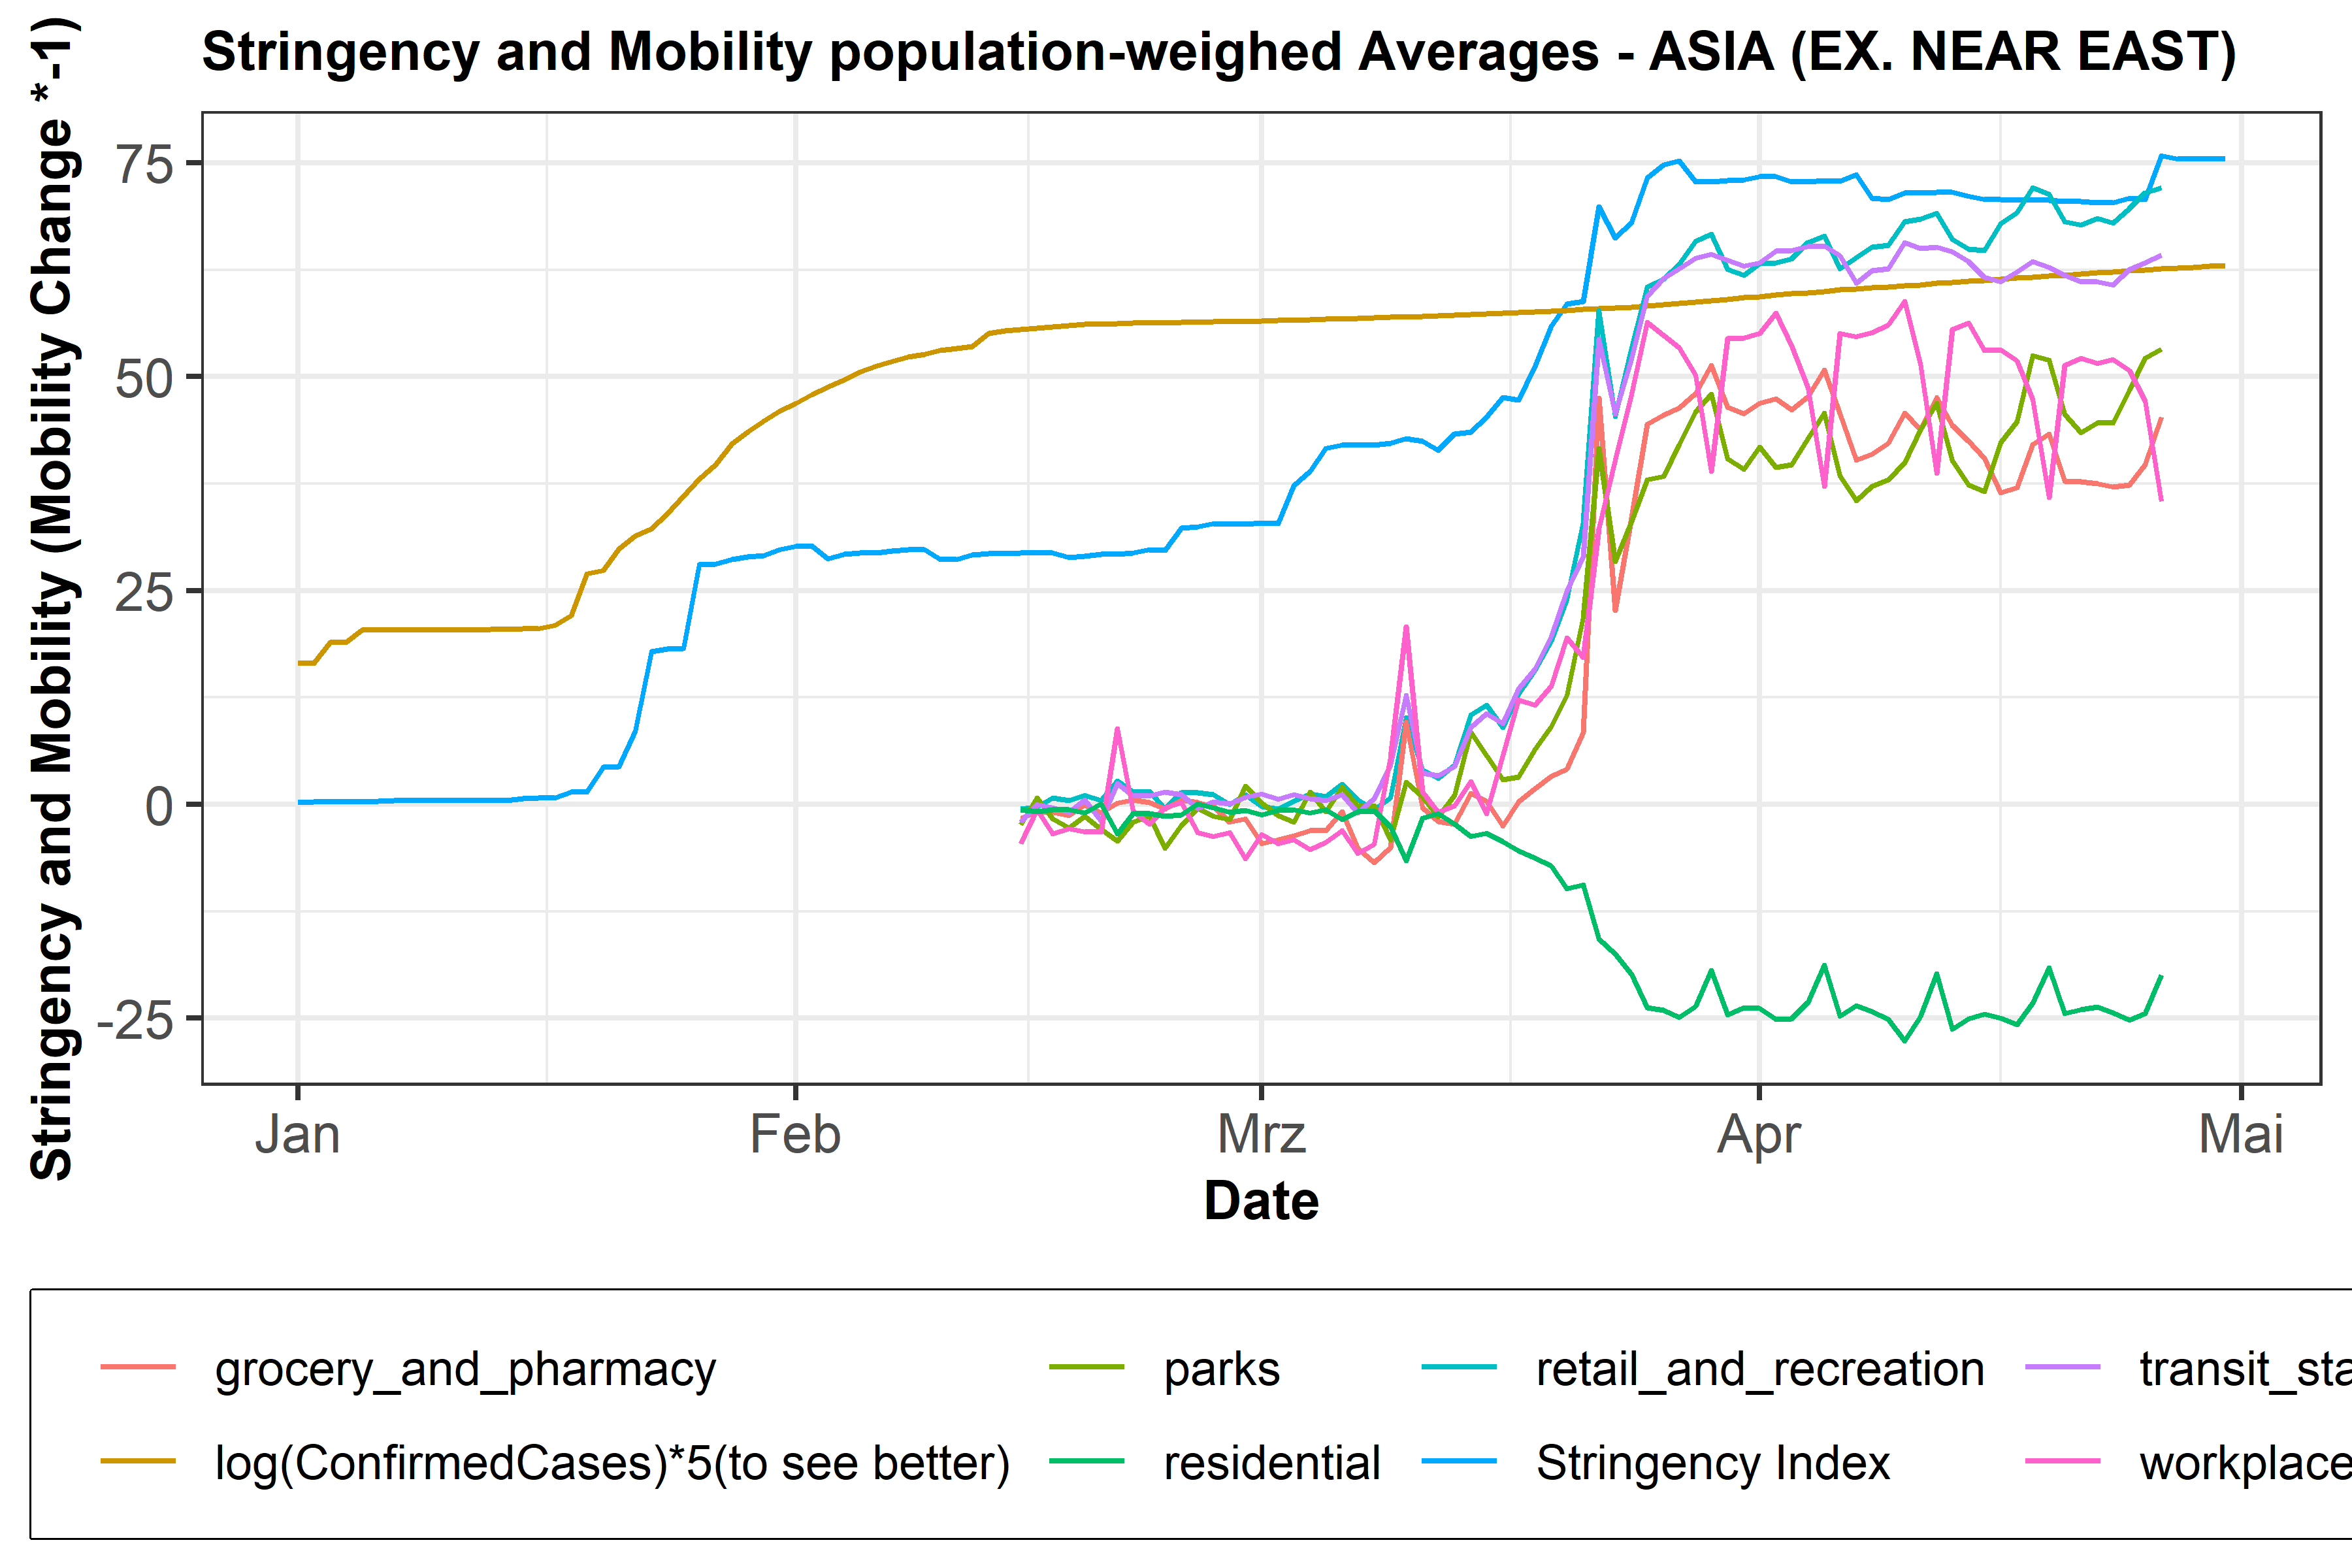 Stringency and Mobility population-weighed Averages - ASIA (EX. NEAR EAST)
Stringency and Mobility (Mobility Change *-1)
75
50
25
0
-25
Jan Feb Mrz Apr Mai
Date
grocery_and_pharmacy parks retail_and_recreation transit_sta
log(ConfirmedCases)*5(to see better) residential Stringency Index workplace